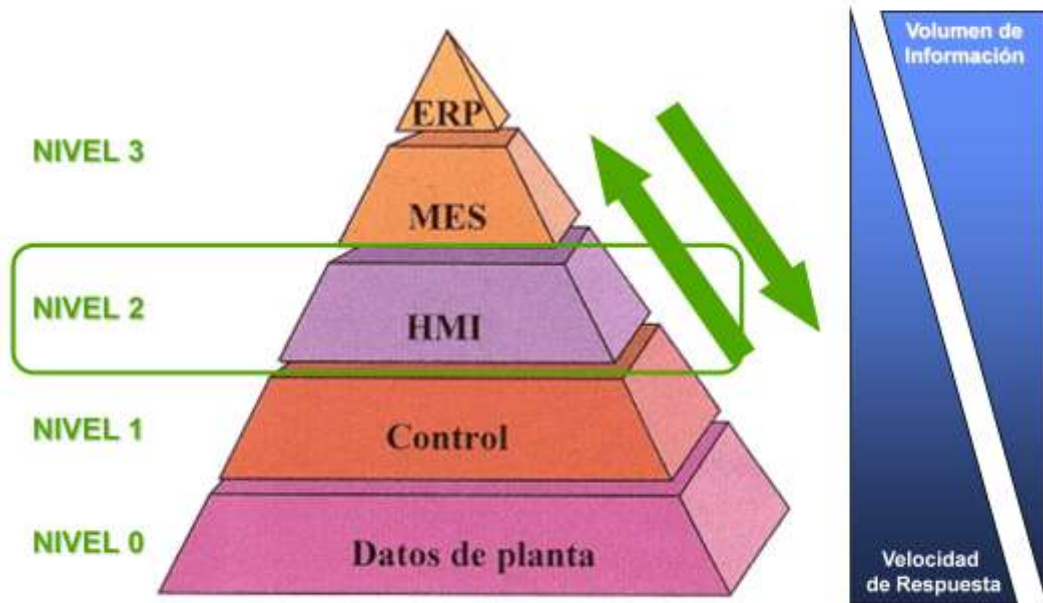 Volumen de
Información
ERP
NIVEL 3
MES
NIVEL 2
HMI
NIVEL 1
Control
NIVEL 0
Datos de planta
Velocidad
de Respuesta